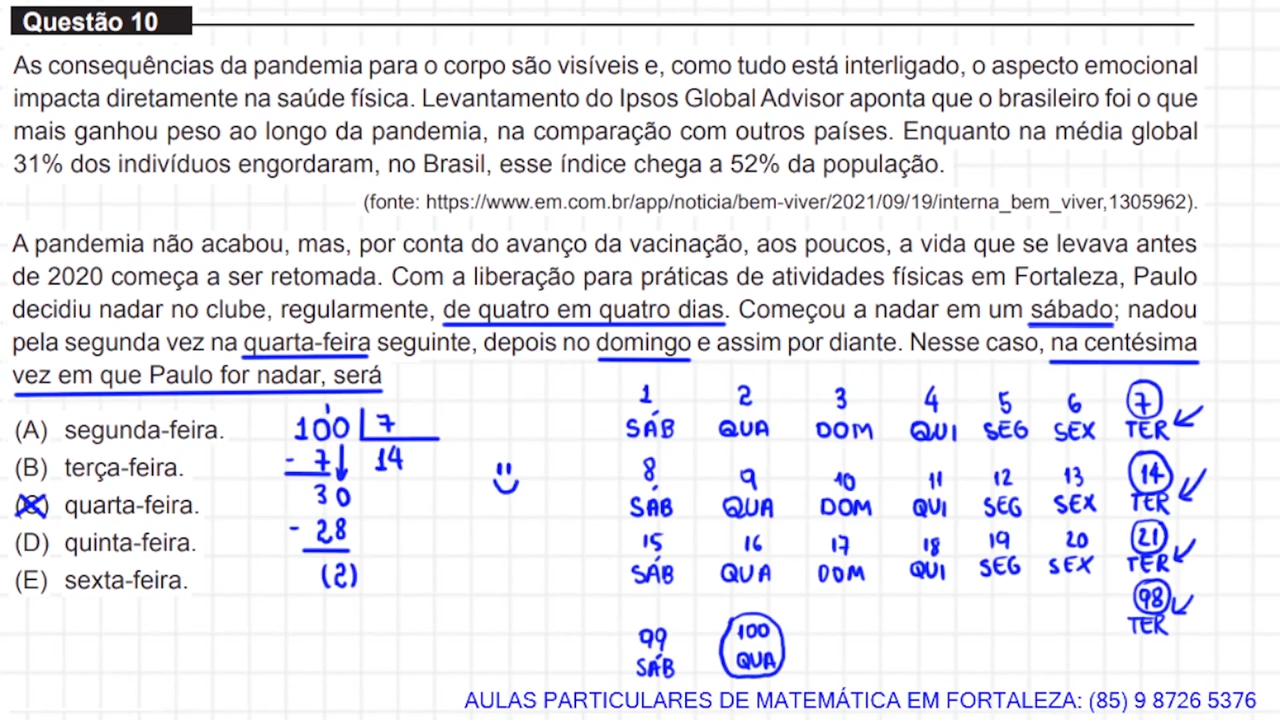 Questão 10
As consequências da pandemia para o corpo são visíveis e, como tudo está interligado, o aspecto emocional
impacta diretamente na saúde física. Levantamento do Ipsos Global Advisor aponta que o brasileiro foi o que
mais ganhou peso ao longo da pandemia, na comparação com outros países. Enquanto na média global
31% dos indivíduos engordaram, no Brasil, esse índice chega a 52% da população.
(fonte: https://www.em.com.br/app/noticia/bem-viver/2021/09/19/interna_bem_viver,1305962).
A pandemia não acabou, mas, por conta do avanço da vacinação, aos poucos, a vida que se levava antes
de 2020 começa a ser retomada. Com a liberação para práticas de atividades físicas em Fortaleza, Paulo
decidiu nadar no clube, regularmente, de quatro em quatro dias. Começou a nadar em um sábado; nadou
pela segunda vez na quarta-feira seguinte, depois no domingo e assim por diante. Nesse caso, na centésima
vez em que Paulo for nadar, será
(A) segunda-feira.
(B) terça-feira.
(C) quarta-feira.
(D) quinta-feira.
(E) sexta-feira.
100 7
- 7 14
30
- 28
(2)
1 2 3 4 5 6 7
SÁB QUA DOM QUI SEG SEX TER
8 9 10 11 12 13 14
SÁB QUA DOM QUI SEG SEX TER
15 16 17 18 19 20 21
SÁB QUA DOM QUI SEG SEX TER
98
TER
99 100
SÁB QUA
AULAS PARTICULARES DE MATEMÁTICA EM FORTALEZA: (85) 9 8726 5376